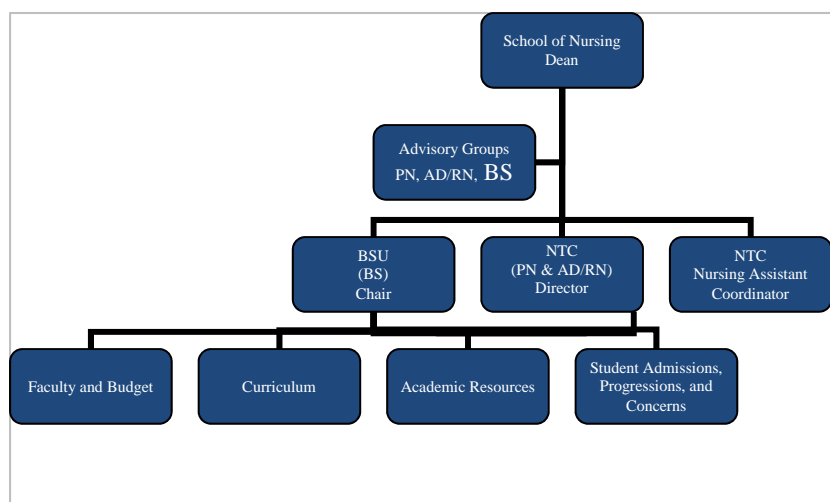 School of Nursing
Dean
Advisory Groups
PN, AD/RN, BS
BSU
(BS)
Chair
NTC
(PN & AD/RN)
Director
NTC
Nursing Assistant
Coordinator
Faculty and Budget
Curriculum
Academic Resources
Student Admissions,
Progressions, and
Concerns